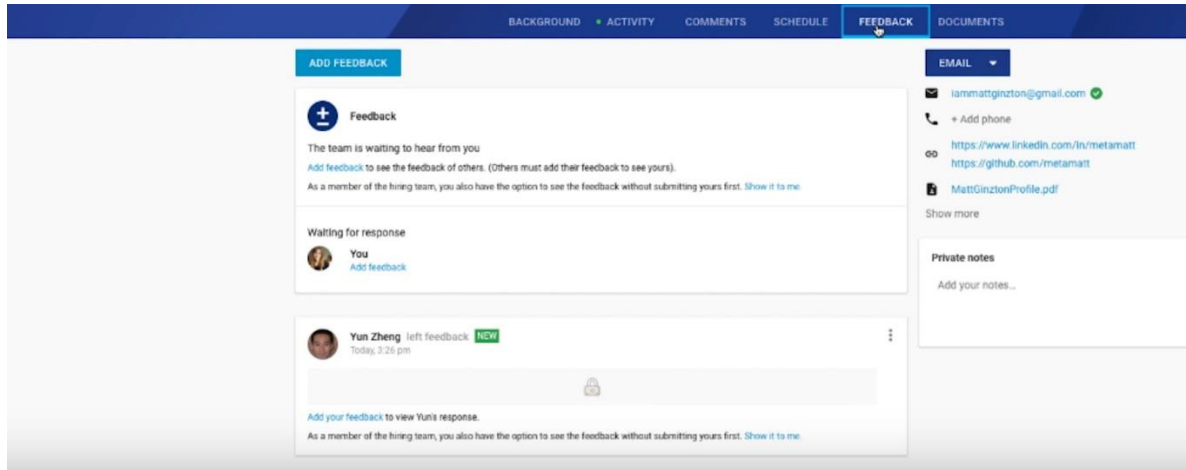 BACKGROUND ACTIVITY COMMENTS SCHEDULE FEEDBACK DOCUMENTS
ADD FEEDBACK
Feedback
The team is waiting to hear from you
Add feedback to see the feedback of others. (Others must add their feedback to see yours).
As a member of the hiring team, you also have the option to see the feedback without submitting yours first. Show it to me.
Waiting for response
You
Add feedback
Yun Zheng left feedback NEW
Today, 3:26 pm
Add your feedback to view Yun's response.
As a member of the hiring team, you also have the option to see the feedback without submitting yours first. Show it to me.
EMAIL
iammattginzton@gmail.com
+ Add phone
https://www.linkedin.com/in/metamatt
https://github.com/metamatt
MattGinztonProfile.pdf
Show more
Private notes
Add your notes...